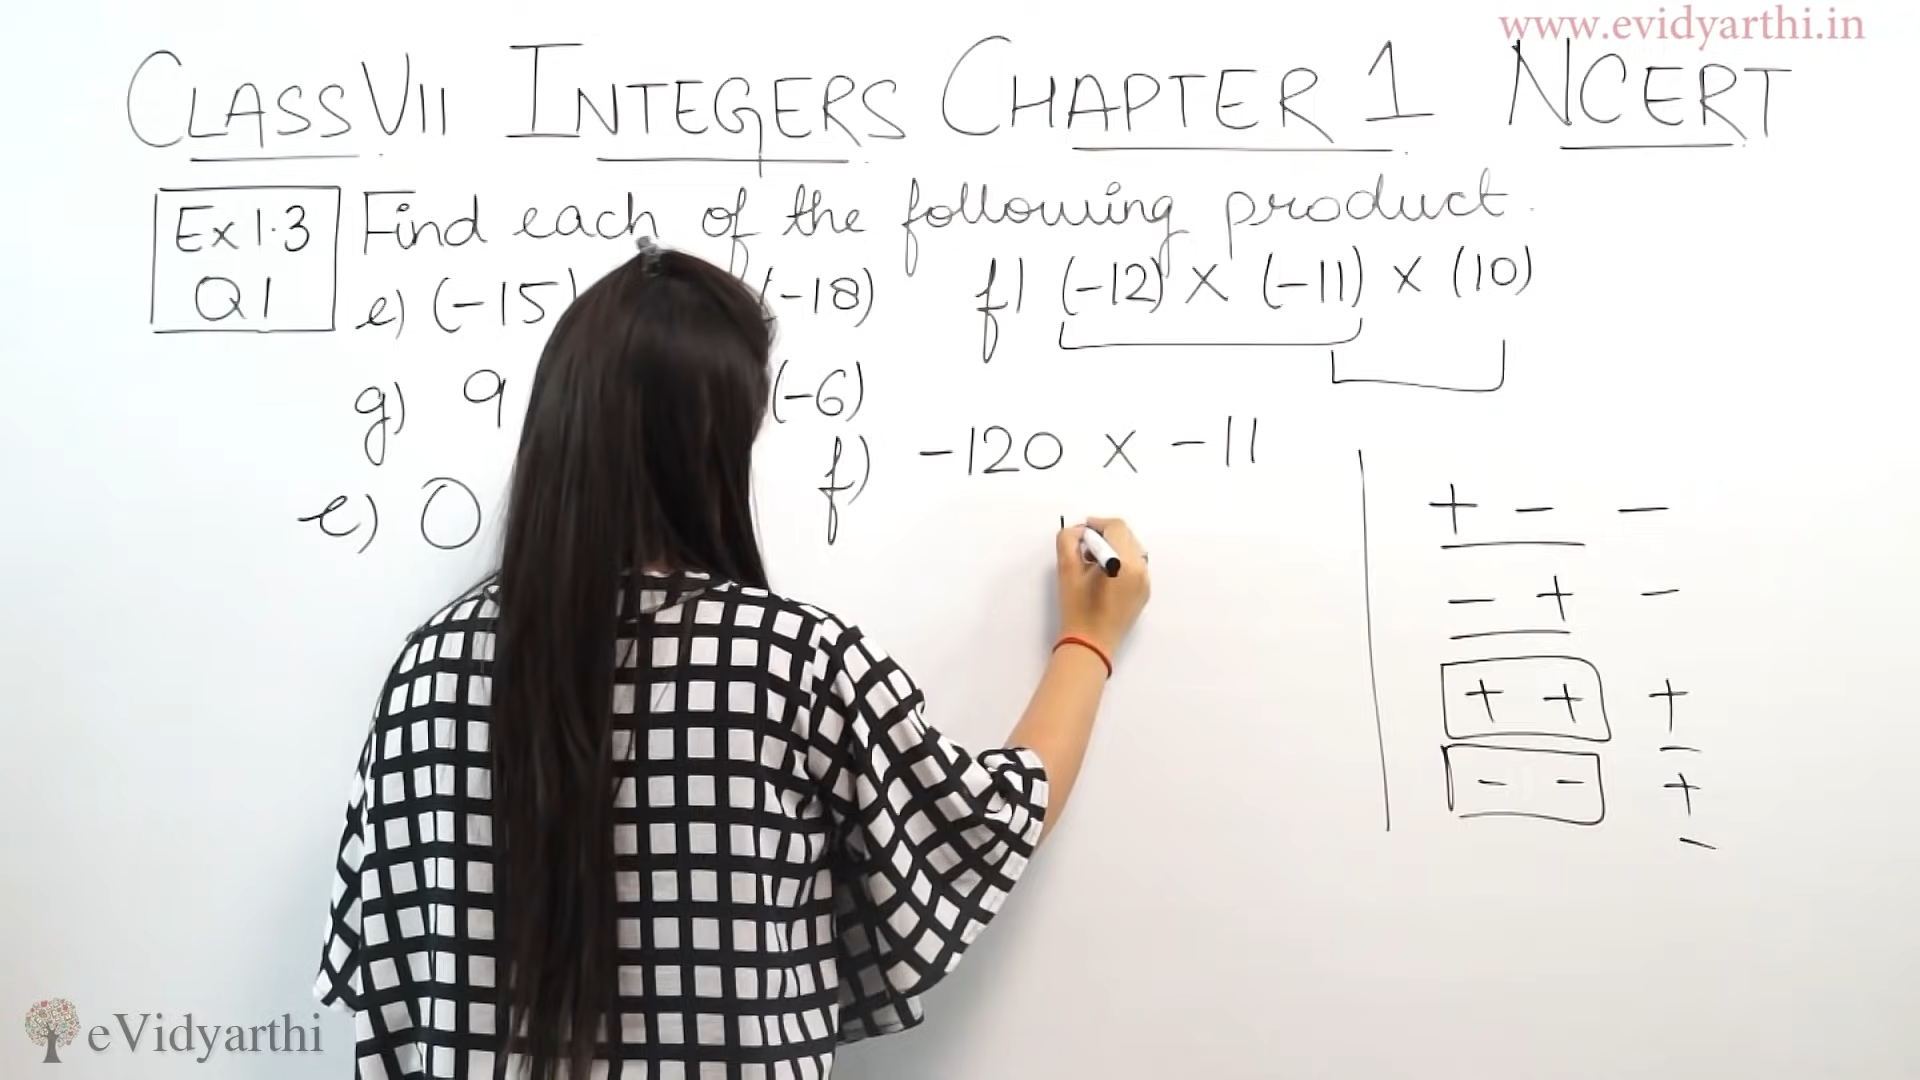 www.evidyarthi.in
CLASS VII INTEGERS CHAPTER 1 NCERT
Ex 1.3
Q1
Find each of the following product.
e) (-15) (-18) f) (-12) × (-11) × (10)
g) 9 (-6)
e) 0
f) -120 × -11
+ - -
- + -
+ + +
- - +
eVidyarthi